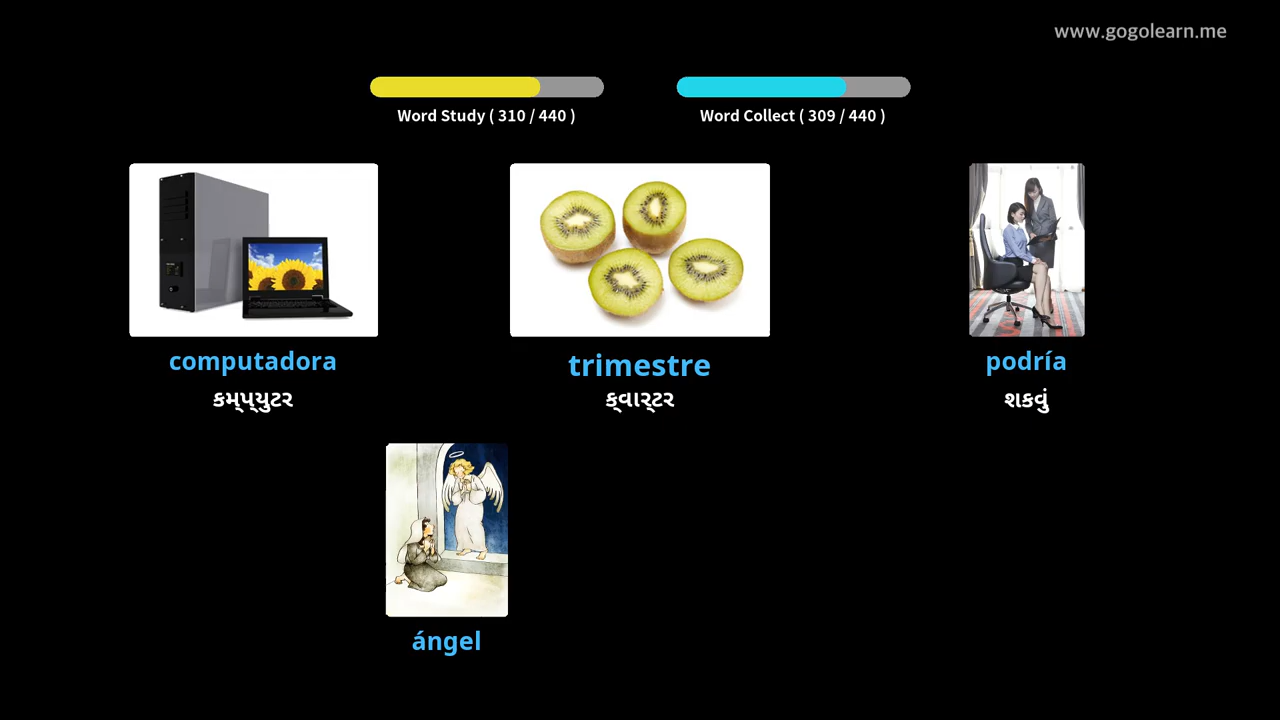 www.gogolearn.me
Word Study ( 310 / 440 )
Word Collect ( 309 / 440 )
computadora
trimestre
podría
કમ્પ્યુટર
ક્વાર્ટર
શકવું
ángel